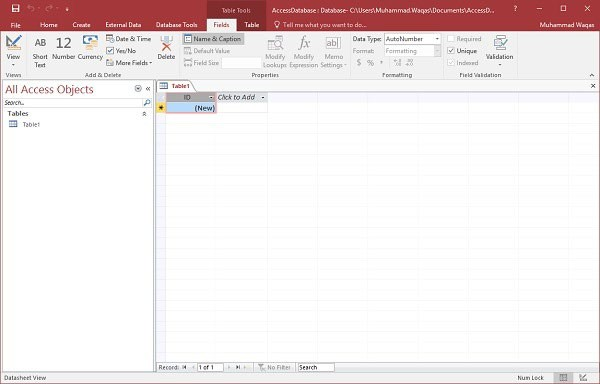 Table Tools
AccessDatabase : Database- C:\Users\Muhammad.Waqas\Documents\AccessD...
?
File Home Create External Data Database Tools Fields Table Tell me what you want to do... Muhammad Waqas
View
Views
AB Short Text
12 Number
Currency
Date & Time
Yes/No
More Fields
Delete
Add & Delete
Name & Caption
Default Value
Field Size
Modify Lookups
fx Modify Expression
ab Memo Settings
Properties
Data Type: AutoNumber
Format: Formatting
$ % ,
Formatting
Required
Unique
Indexed
Validation
Field Validation
All Access Objects
Search...
Tables
Table1
Table1
ID Click to Add
(New)
Record: 1 of 1 No Filter Search
Datasheet View Num Lock